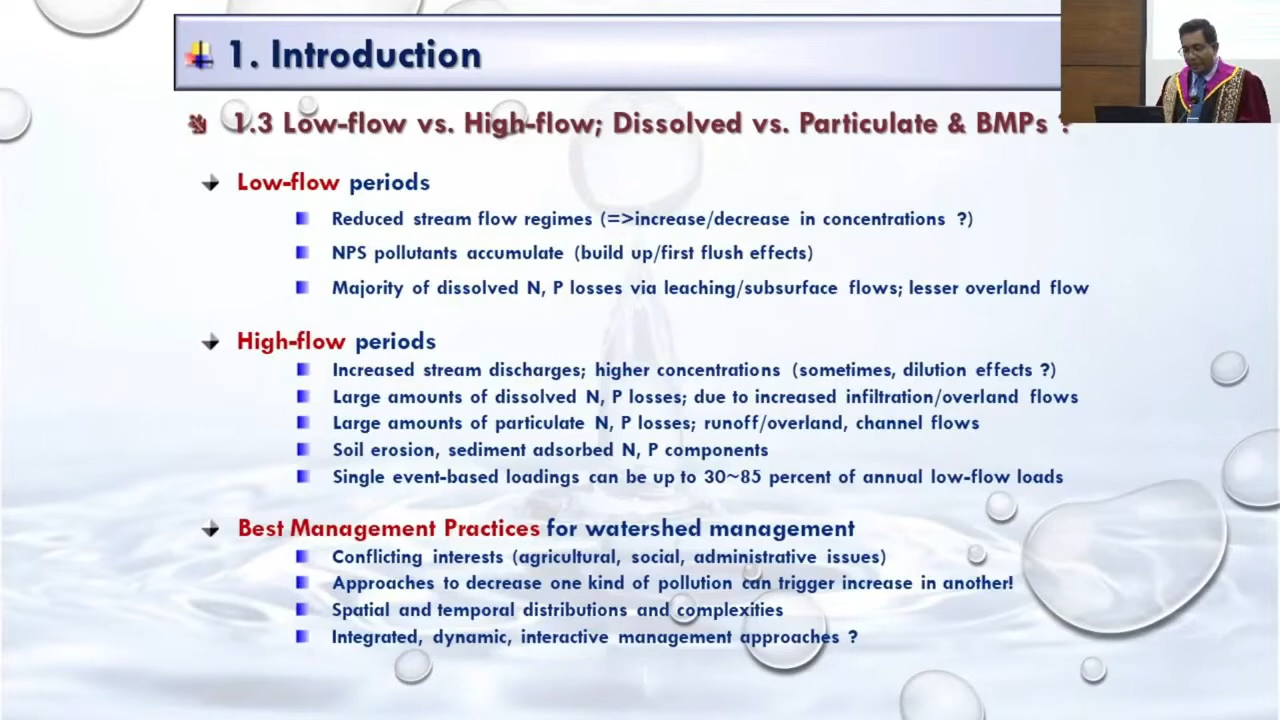 1. Introduction
1.3 Low-flow vs. High-flow; Dissolved vs. Particulate & BMPs ?
Low-flow periods
Reduced stream flow regimes (=>increase/decrease in concentrations ?)
NPS pollutants accumulate (build up/first flush effects)
Majority of dissolved N, P losses via leaching/subsurface flows; lesser overland flow
High-flow periods
Increased stream discharges; higher concentrations (sometimes, dilution effects ?)
Large amounts of dissolved N, P losses; due to increased infiltration/overland flows
Large amounts of particulate N, P losses; runoff/overland, channel flows
Soil erosion, sediment adsorbed N, P components
Single event-based loadings can be up to 30~85 percent of annual low-flow loads
Best Management Practices for watershed management
Conflicting interests (agricultural, social, administrative issues)
Approaches to decrease one kind of pollution can trigger increase in another!
Spatial and temporal distributions and complexities
Integrated, dynamic, interactive management approaches ?